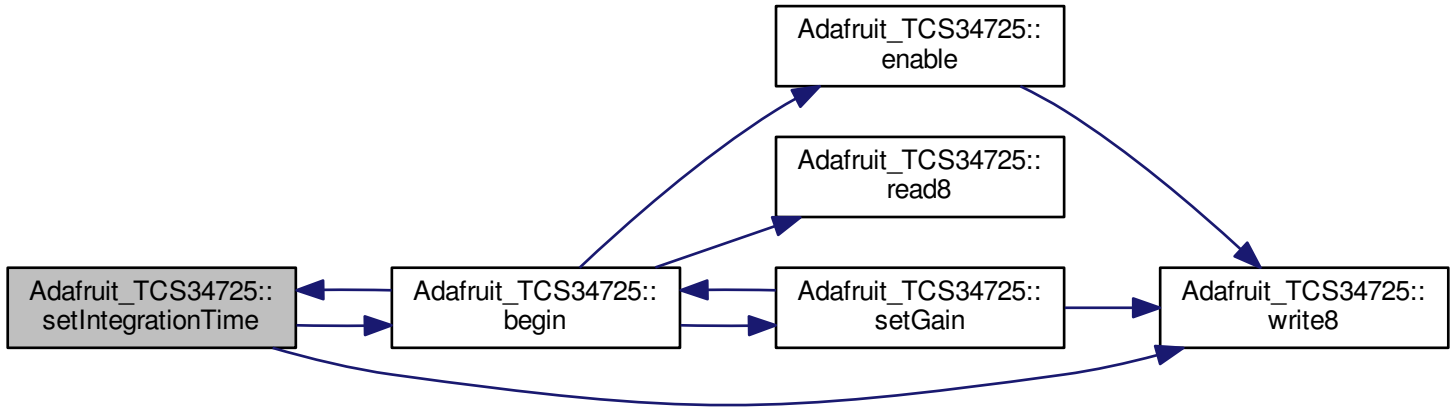 Adafruit_TCS34725::
enable
Adafruit_TCS34725::
read8
Adafruit_TCS34725::
setIntegrationTime
Adafruit_TCS34725::
begin
Adafruit_TCS34725::
setGain
Adafruit_TCS34725::
write8